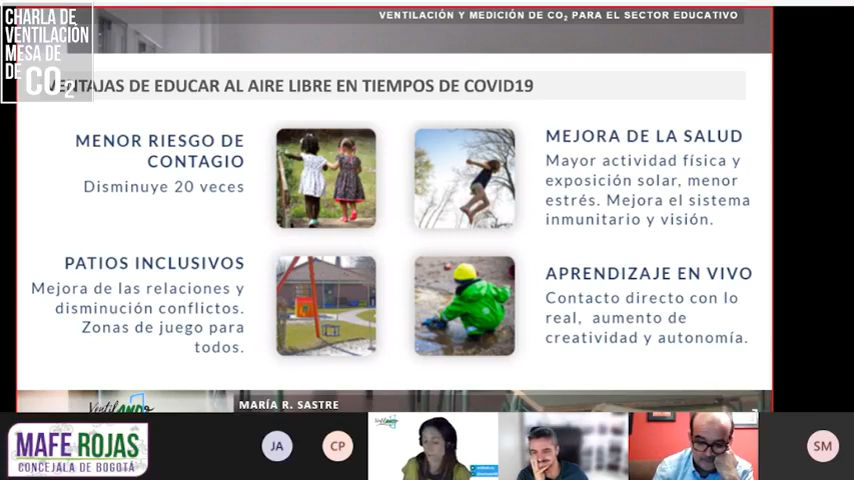 CHARLA DE
VENTILACIÓN
MESA DE
DE CO₂
VENTILACIÓN Y MEDICIÓN DE CO₂ PARA EL SECTOR EDUCATIVO
VENTAJAS DE EDUCAR AL AIRE LIBRE EN TIEMPOS DE COVID19
MENOR RIESGO DE
CONTAGIO
Disminuye 20 veces
MEJORA DE LA SALUD
Mayor actividad física y
exposición solar, menor
estrés. Mejora el sistema
inmunitario y visión.
PATIOS INCLUSIVOS
Mejora de las relaciones y
disminución conflictos.
Zonas de juego para
todos.
APRENDIZAJE EN VIVO
Contacto directo con lo
real, aumento de
creatividad y autonomía.
VentilANDO
MARÍA R. SASTRE
MAFE ROJAS
CONCEJALA DE BOGOTÁ
JA
CP
SM